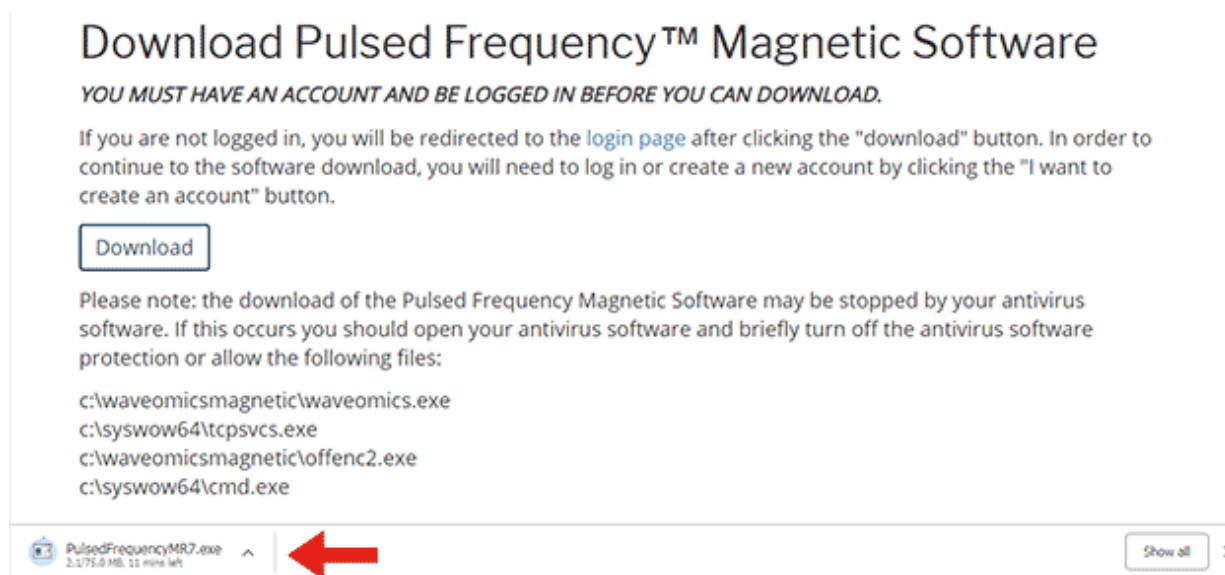 Download Pulsed Frequency™ Magnetic Software
YOU MUST HAVE AN ACCOUNT AND BE LOGGED IN BEFORE YOU CAN DOWNLOAD.
If you are not logged in, you will be redirected to the login page after clicking the "download" button. In order to
continue to the software download, you will need to log in or create a new account by clicking the "I want to
create an account" button.
Download
Please note: the download of the Pulsed Frequency Magnetic Software may be stopped by your antivirus
software. If this occurs you should open your antivirus software and briefly turn off the antivirus software
protection or allow the following files:
c:\waveomicsmagnetic\waveomics.exe
c:\syswow64\tcpsvcs.exe
c:\waveomicsmagnetic\offenc2.exe
c:\syswow64\cmd.exe
PulsedFrequencyMR7.exe
2.1/75.0 MB, 11 mins left
Show all